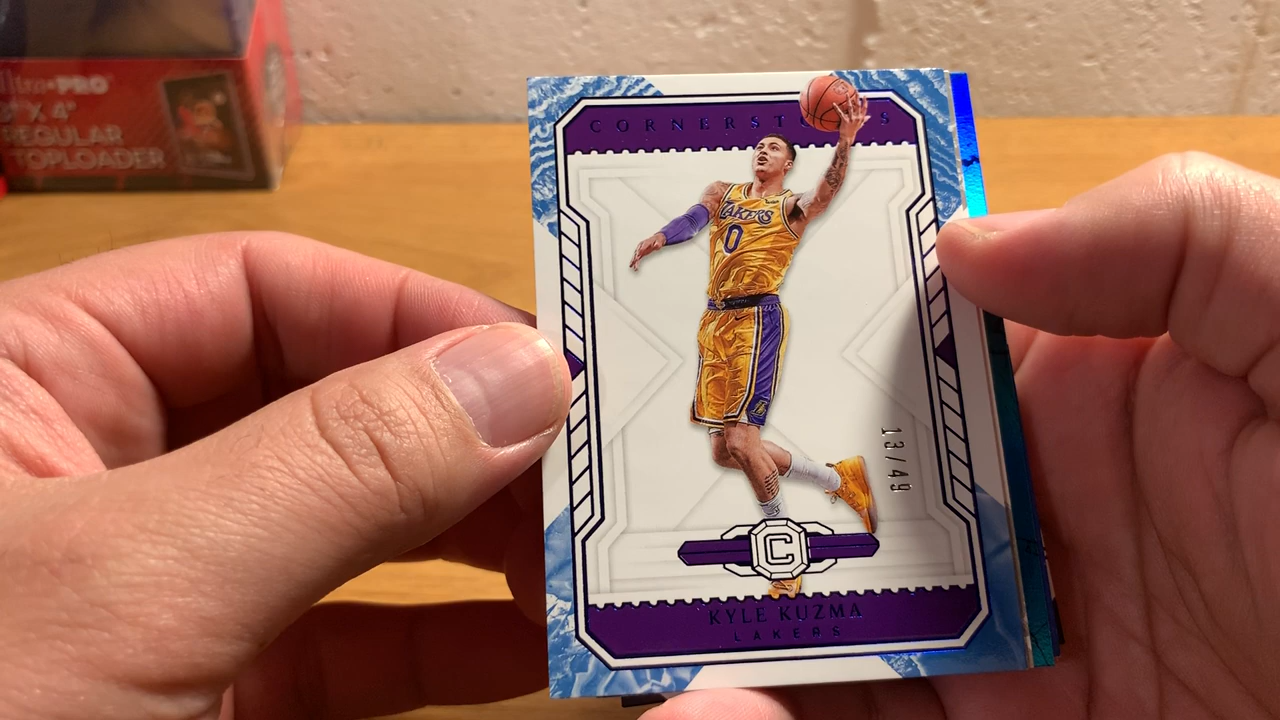 Ultra•PRO
3" X 4"
REGULAR
TOPLOADER
CORNERSTONES
LAKERS
0
13/49
C
KYLE KUZMA
LAKERS